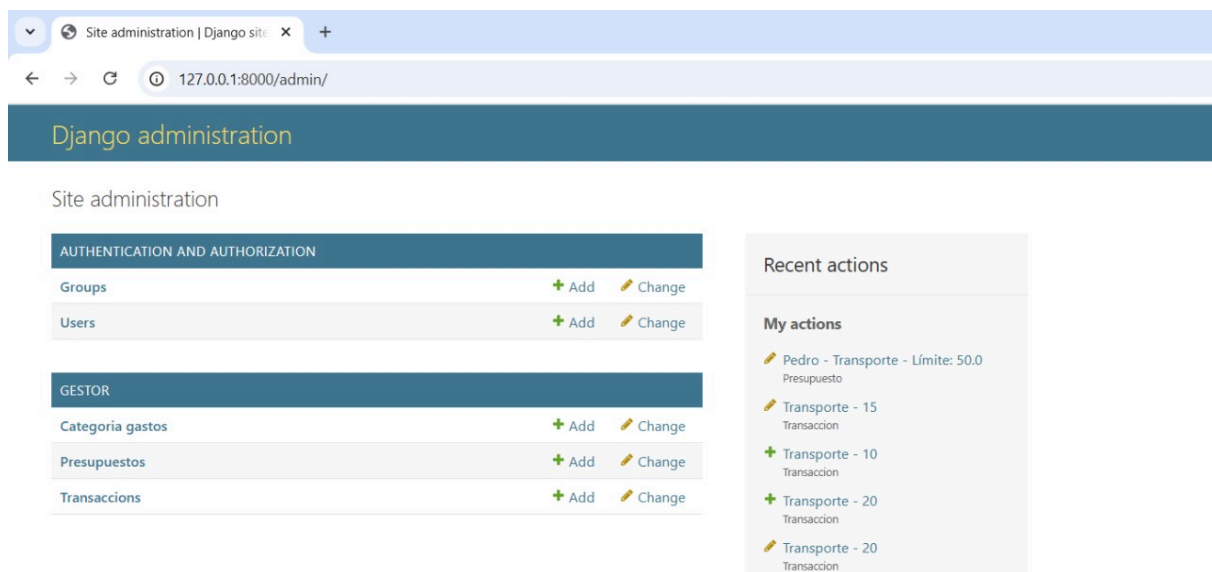 Site administration | Django site
127.0.0.1:8000/admin/
Django administration
Site administration
AUTHENTICATION AND AUTHORIZATION
Groups Add Change
Users Add Change
GESTOR
Categoria gastos Add Change
Presupuestos Add Change
Transaccions Add Change
Recent actions
My actions
Pedro - Transporte - Límite: 50.0
Presupuesto
Transporte - 15
Transaccion
Transporte - 10
Transaccion
Transporte - 20
Transaccion
Transporte - 20
Transaccion